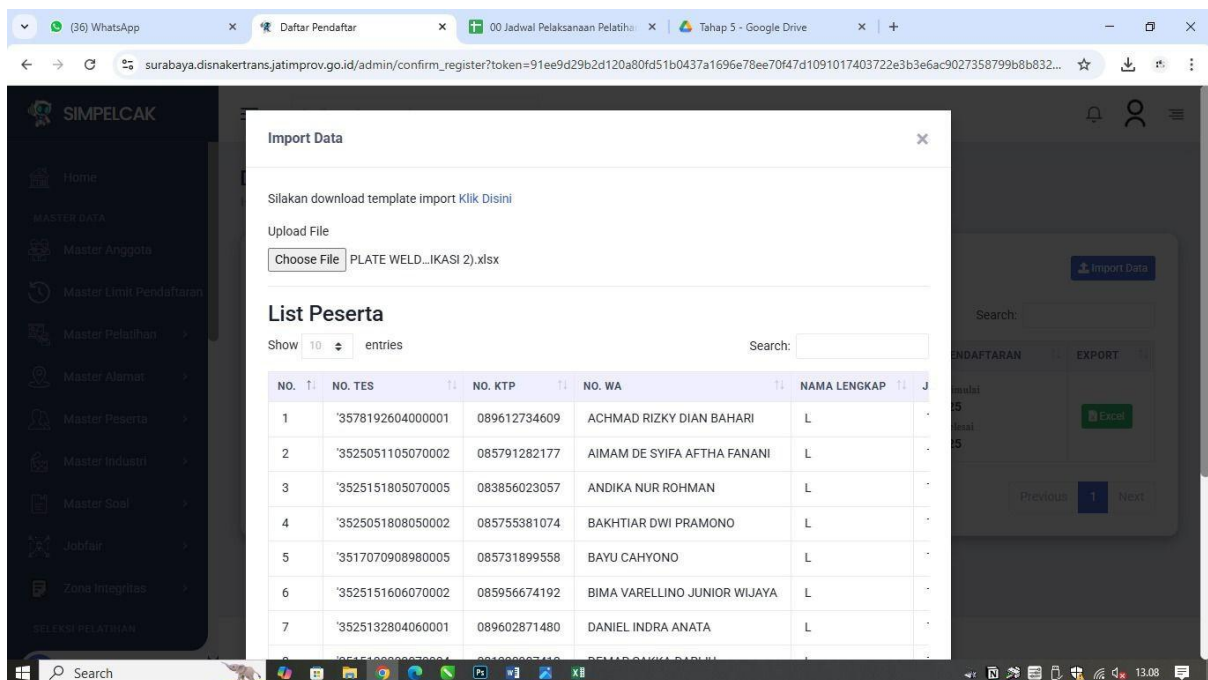 (36) WhatsApp
Daftar Pendaftar
00 Jadwal Pelaksanaan Pelatiha
Tahap 5 - Google Drive
surabaya.disnakertrans.jatimprov.go.id/admin/confirm_register?token=91ee9d29b2d120a80fd51b0437a1696e78ee70f47d1091017403722e3b3e6ac9027358799b8b832...
SIMPELCAK
Import Data
Home
Silakan download template import Klik Disini
MASTER DATA
Upload File
Master Anggota
Choose File PLATE WELD...IKASI 2).xlsx
Import Data
Master Limit Pendaftaran
List Peserta
Search:
Master Pelatihan
Show 10 entries Search:
ENDAFTARAN EXPORT
Master Alamat
NO. NO. TES NO. KTP NO. WA NAMA LENGKAP J
1 '3578192604000001 089612734609 ACHMAD RIZKY DIAN BAHARI L
25
Excel
Master Peserta
25
2 '3525051105070002 085791282177 AIMAM DE SYIFA AFTHA FANANI L
Master Industri
3 '3525151805070005 083856023057 ANDIKA NUR ROHMAN L
Previous 1 Next
Master Soal
4 '3525051808050002 085755381074 BAKHTIAR DWI PRAMONO L
Jobfair
5 '3517070908980005 085731899558 BAYU CAHYONO L
Zona Integritas
6 '3525151606070002 085956674192 BIMA VARELLINO JUNIOR WIJAYA L
SELEKSI PELATIHAN
7 '3525132804060001 089602871480 DANIEL INDRA ANATA L
Search
13.08